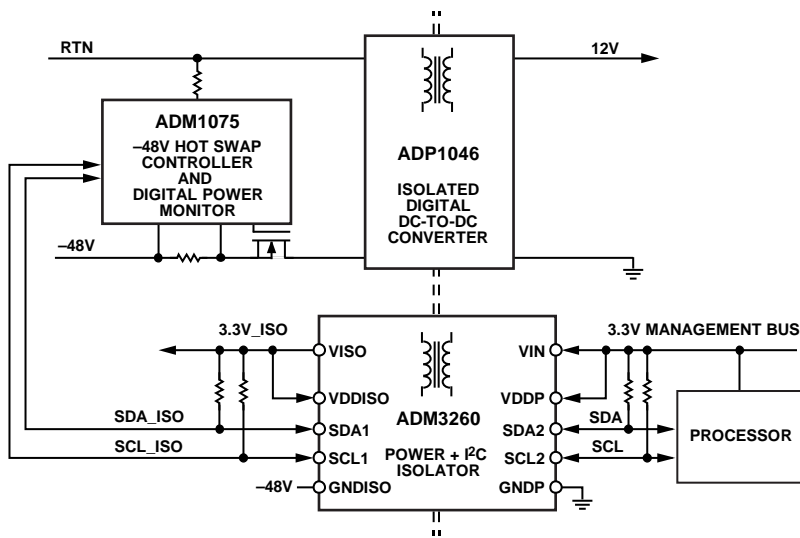 RTN
12V
ADM1075
–48V HOT SWAP
CONTROLLER
AND
DIGITAL POWER
MONITOR
ADP1046
ISOLATED
DIGITAL
DC-TO-DC
CONVERTER
–48V
3.3V_ISO
3.3V MANAGEMENT BUS
VISO
VIN
VDDISO
VDDP
ADM3260
SDA_ISO
SDA1
SDA2
SDA
SCL_ISO
SCL1
POWER + I²C
ISOLATOR
SCL2
SCL
PROCESSOR
–48V
GNDISO
GNDP